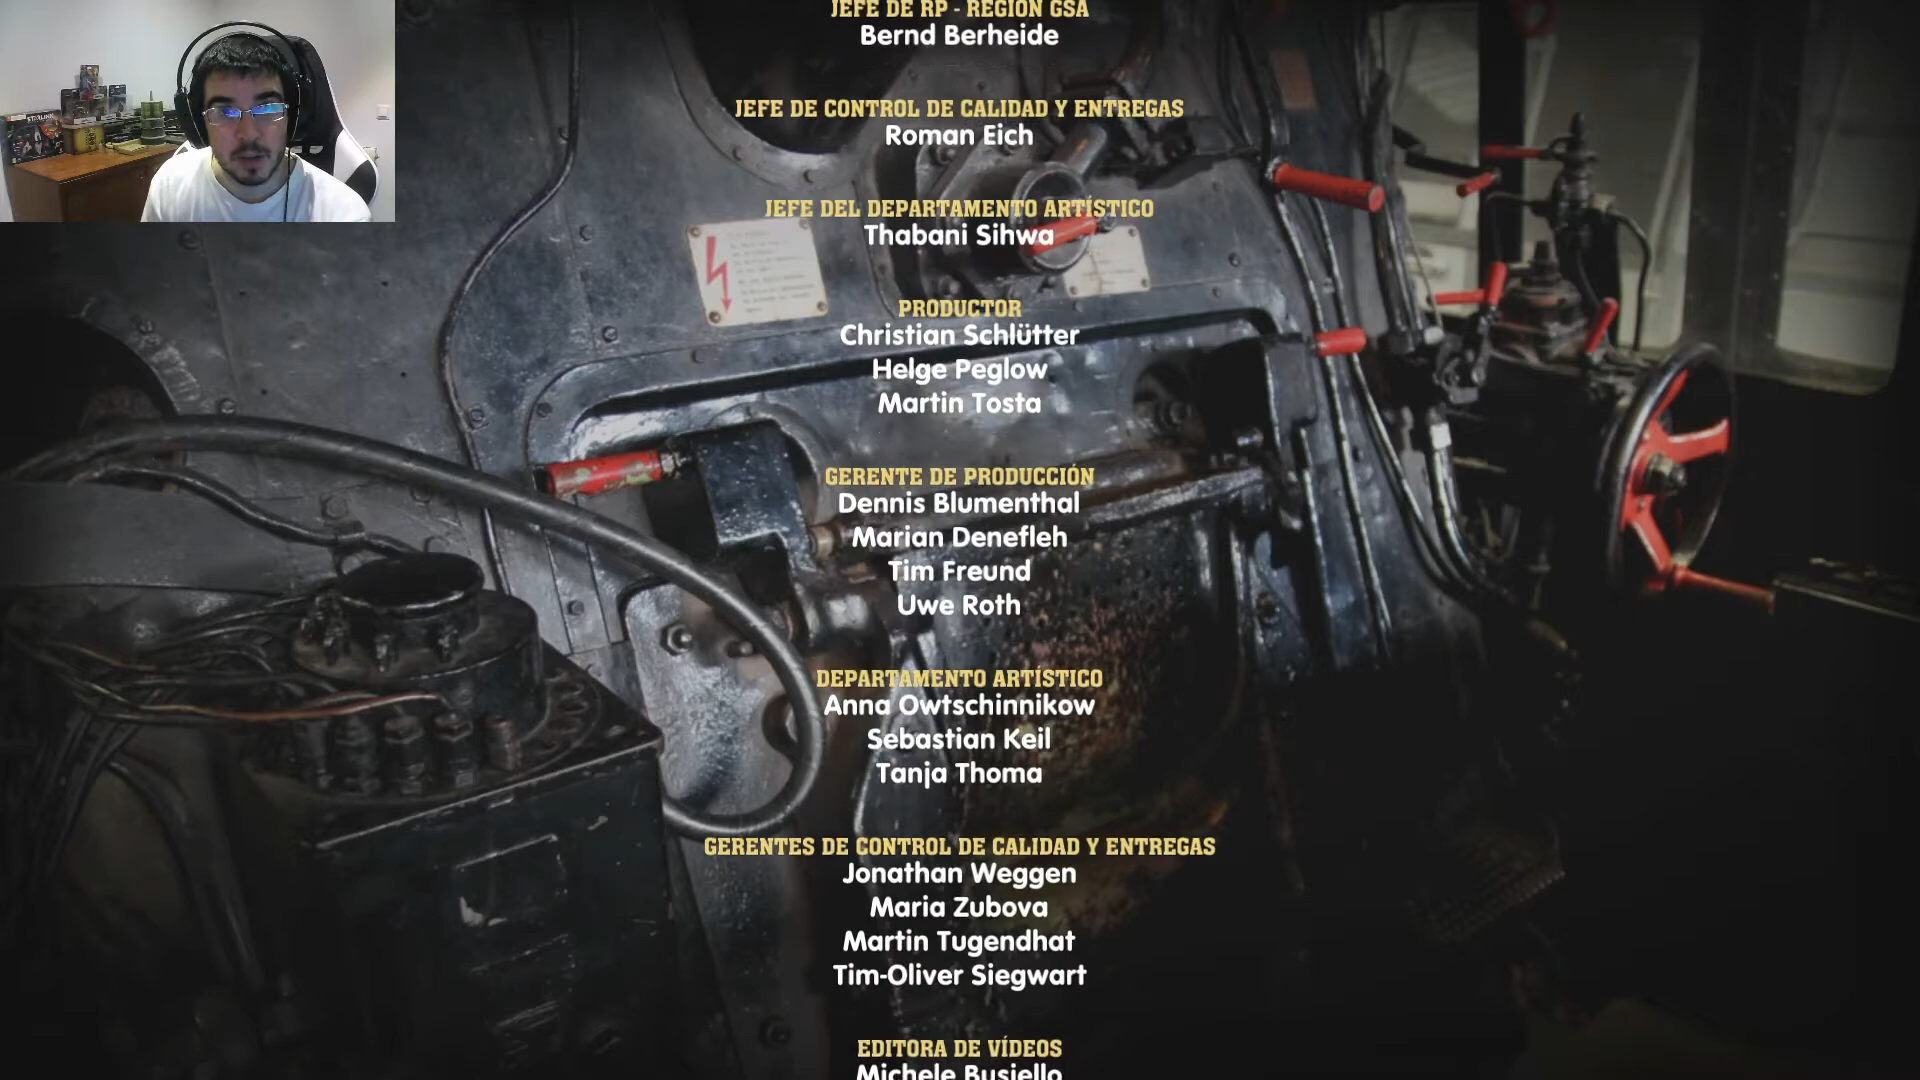 JEFE DE RP - REGIÓN GSA
Bernd Berheide
JEFE DE CONTROL DE CALIDAD Y ENTREGAS
Roman Eich
JEFE DEL DEPARTAMENTO ARTÍSTICO
Thabani Sihwa
PRODUCTOR
Christian Schlütter
Helge Peglow
Martin Tosta
GERENTE DE PRODUCCIÓN
Dennis Blumenthal
Marian Denefleh
Tim Freund
Uwe Roth
DEPARTAMENTO ARTÍSTICO
Anna Owtschinnikow
Sebastian Keil
Tanja Thoma
GERENTES DE CONTROL DE CALIDAD Y ENTREGAS
Jonathan Weggen
Maria Zubova
Martin Tugendhat
Tim-Oliver Siegwart
EDITORA DE VÍDEOS
Michele Busiello